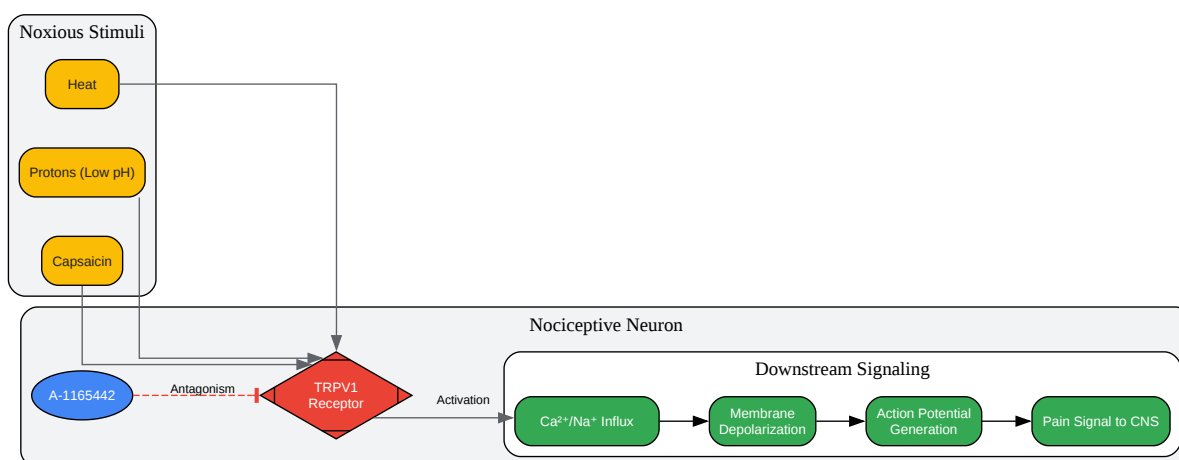 Noxious Stimuli
Heat
Protons (Low pH)
Capsaicin
Nociceptive Neuron
A-1165442
Antagonism
TRPV1
Receptor
Activation
Downstream Signaling
Ca²⁺/Na⁺ Influx
Membrane
Depolarization
Action Potential
Generation
Pain Signal to CNS